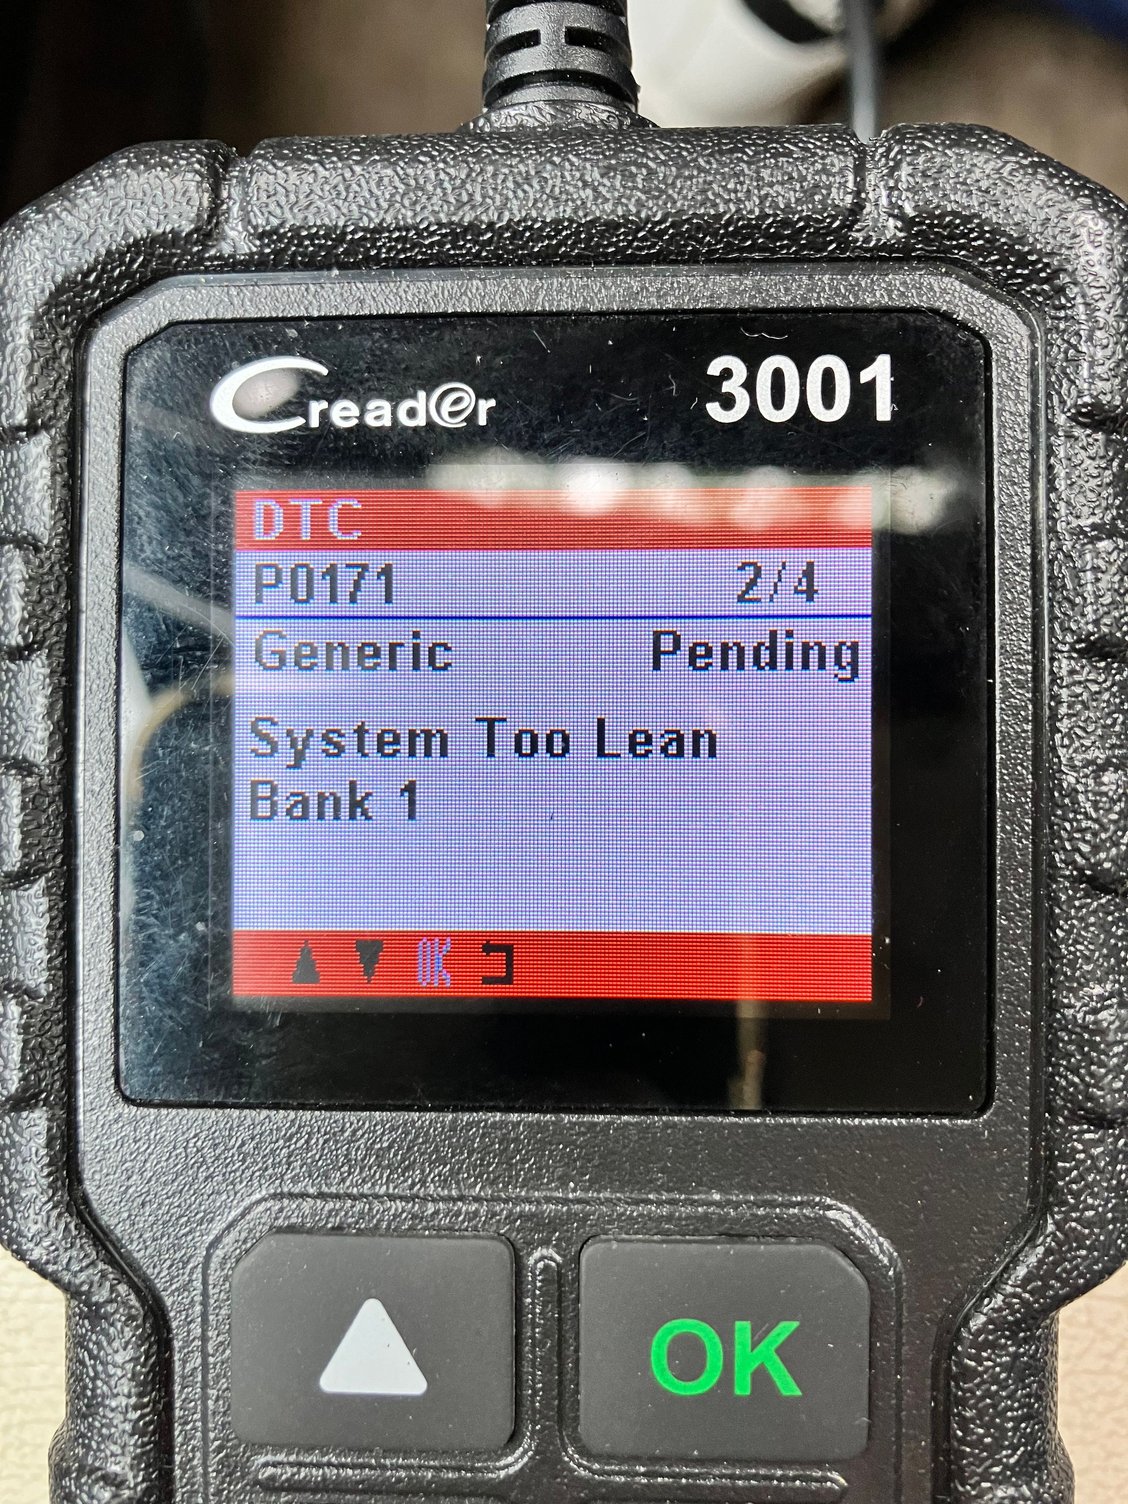 Creader 3001
DTC
P0171 2/4
Generic Pending
System Too Lean
Bank 1
OK
OK